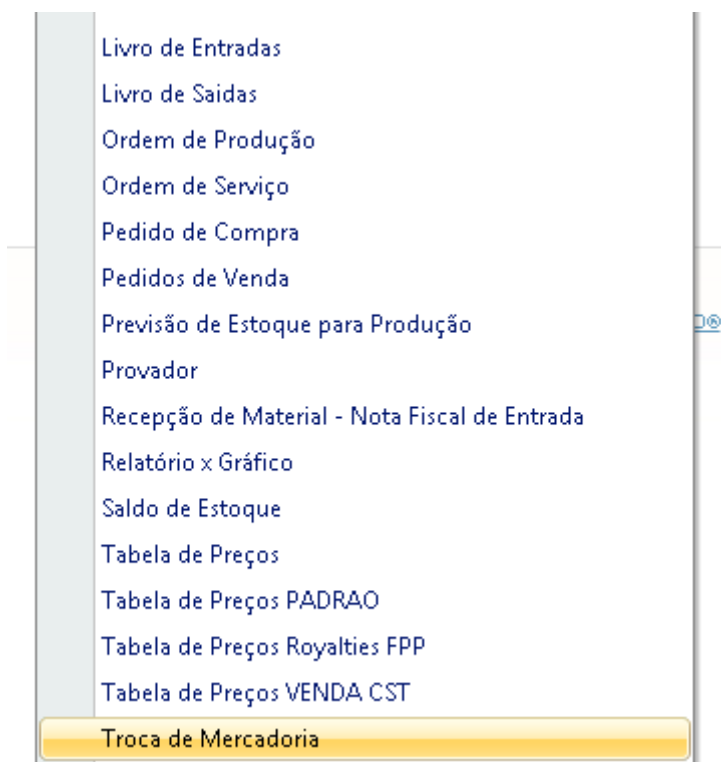 Livro de Entradas
Livro de Saidas
Ordem de Produção
Ordem de Serviço
Pedido de Compra
Pedidos de Venda
Previsão de Estoque para Produção
Provador
Recepção de Material - Nota Fiscal de Entrada
Relatório x Gráfico
Saldo de Estoque
Tabela de Preços
Tabela de Preços PADRAO
Tabela de Preços Royalties FPP
Tabela de Preços VENDA CST
Troca de Mercadoria